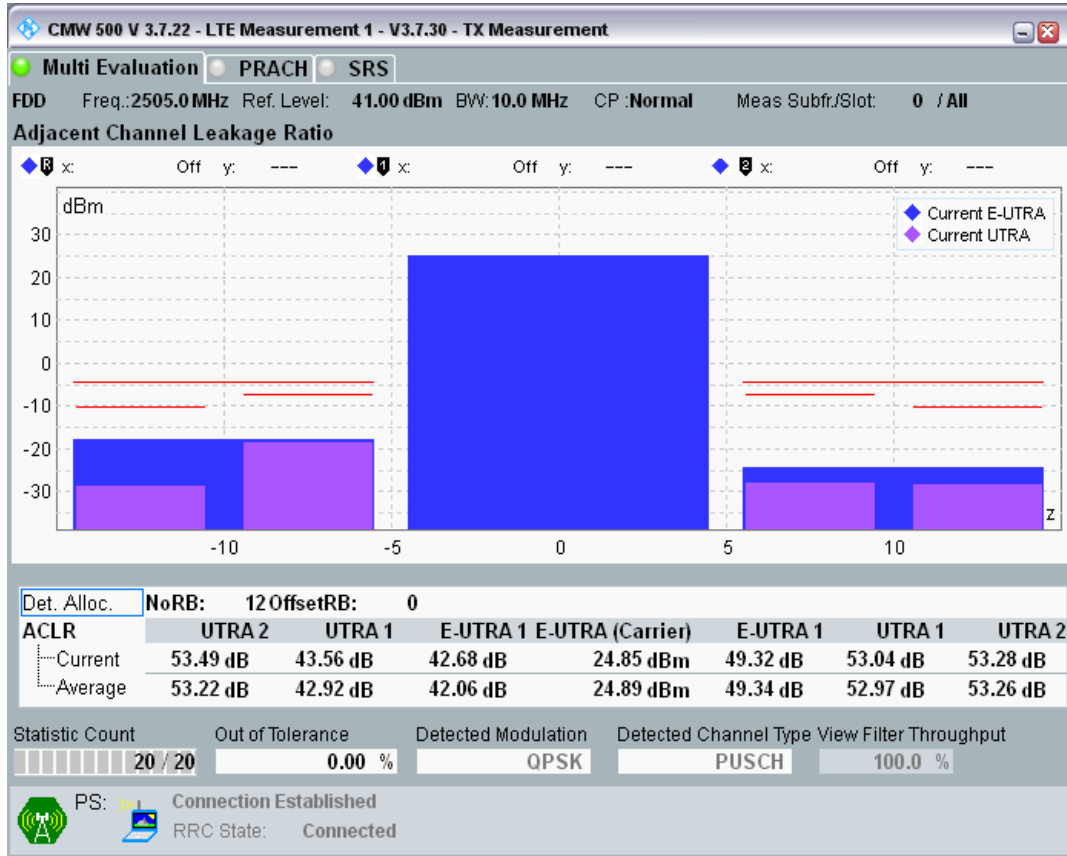 CMW 500 V 3.7.22 - LTE Measurement 1 - V3.7.30 - TX Measurement
Multi Evaluation PRACH SRS
FDD Freq.:2505.0 MHz Ref. Level: 41.00 dBm BW:10.0 MHz CP :Normal Meas Subfr./Slot: 0 / All
Adjacent Channel Leakage Ratio
R x: Off y: --- 1 x: Off y: --- 2 x: Off y: ---
dBm
Current E-UTRA
Current UTRA
30
20
10
0
-10
-20
-30
z
-10 -5 0 5 10
Det. Alloc. NoRB: 12 OffsetRB: 0
ACLR UTRA 2 UTRA 1 E-UTRA 1 E-UTRA (Carrier) E-UTRA 1 UTRA 1 UTRA 2
Current 53.49 dB 43.56 dB 42.68 dB 24.85 dBm 49.32 dB 53.04 dB 53.28 dB
Average 53.22 dB 42.92 dB 42.06 dB 24.89 dBm 49.34 dB 52.97 dB 53.26 dB
Statistic Count Out of Tolerance Detected Modulation Detected Channel Type View Filter Throughput
20 / 20 0.00 % QPSK PUSCH 100.0 %
PS: Connection Established
RRC State: Connected